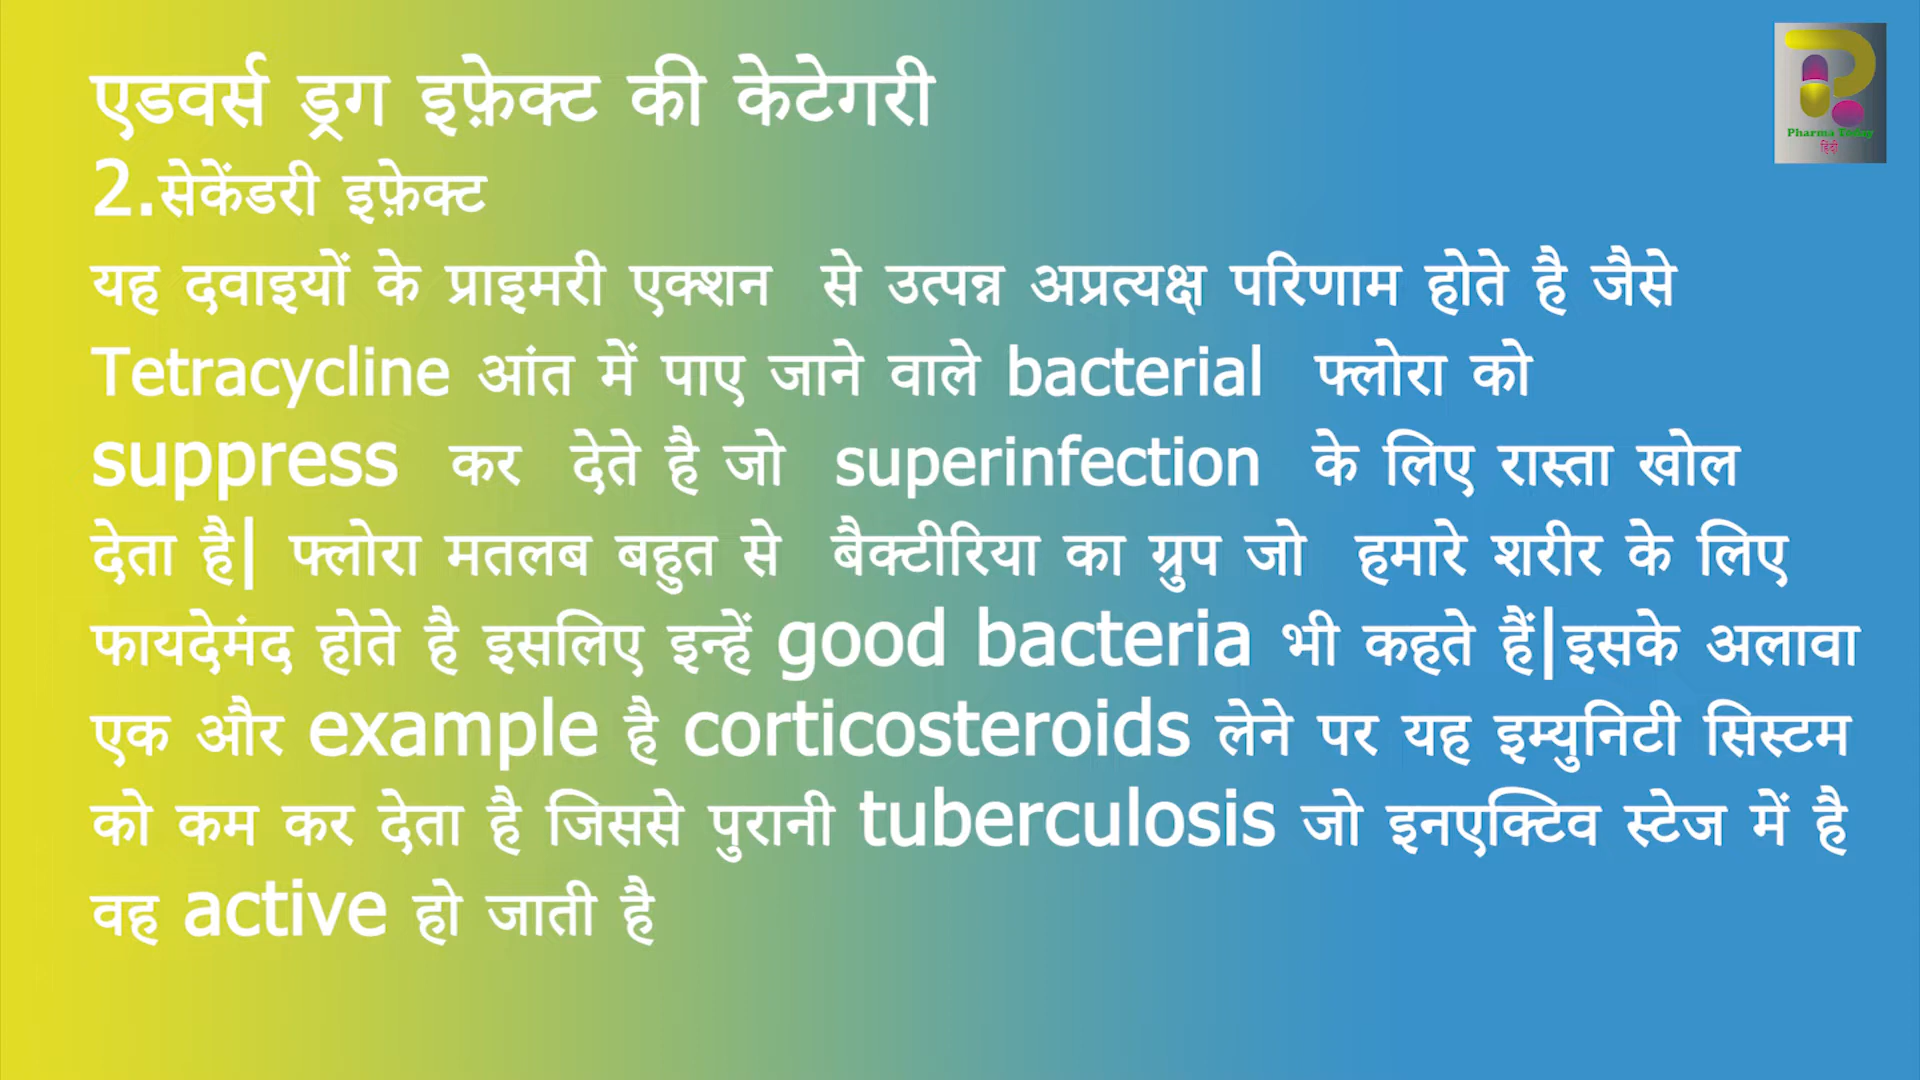 एडवर्स ड्रग इफ़ेक्ट की केटेगरी
2.सेकेंडरी इफ़ेक्ट
यह दवाइयों के प्राइमरी एक्शन से उत्पन्न अप्रत्यक्ष परिणाम होते है जैसे
Tetracycline आंत में पाए जाने वाले bacterial फ्लोरा को
suppress कर देते है जो superinfection के लिए रास्ता खोल
देता है| फ्लोरा मतलब बहुत से बैक्टीरिया का ग्रुप जो हमारे शरीर के लिए
फायदेमंद होते है इसलिए इन्हें good bacteria भी कहते हैं|इसके अलावा
एक और example है corticosteroids लेने पर यह इम्युनिटी सिस्टम
को कम कर देता है जिससे पुरानी tuberculosis जो इनएक्टिव स्टेज में है
वह active हो जाती है
Pharma Today
हिंदी